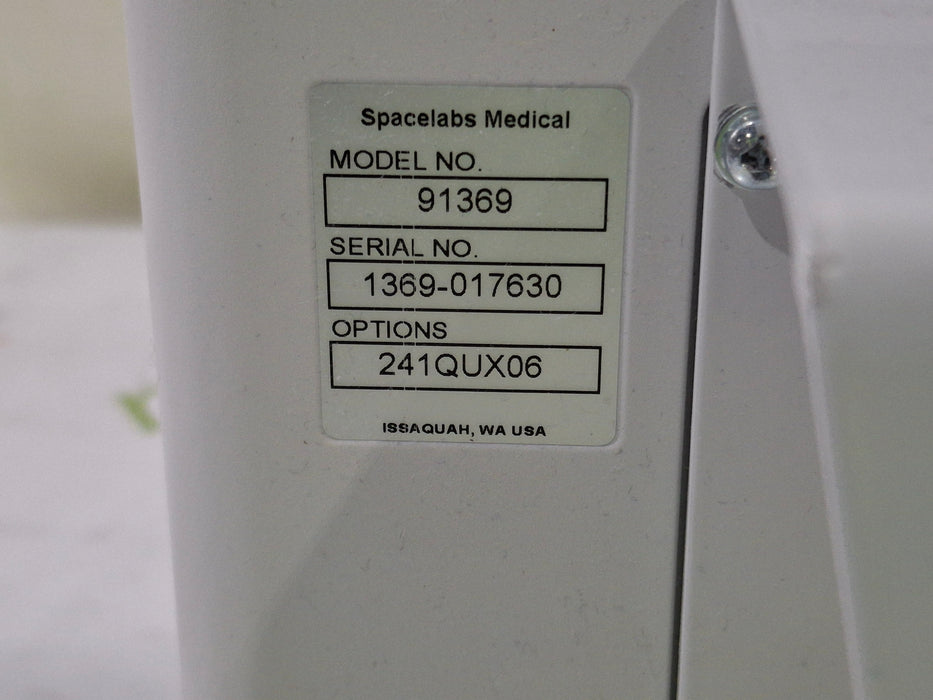 Spacelabs Medical
MODEL NO.
91369
SERIAL NO.
1369-017630
OPTIONS
241QUX06
ISSAQUAH, WA USA